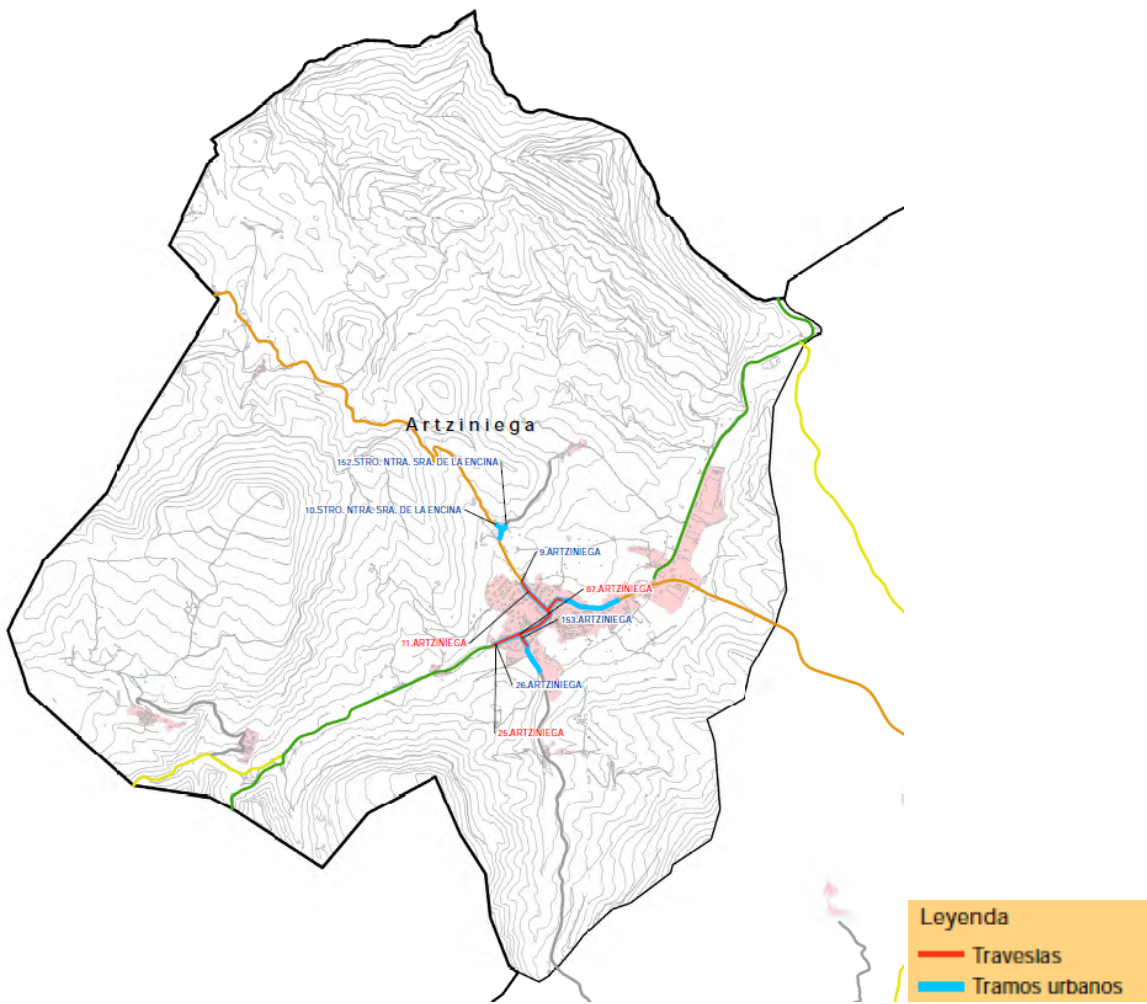 Artziniega
152.STRO. NTRA. SRA. DE LA ENCINA
10.STRO. NTRA. SRA. DE LA ENCINA
9.ARTZINIEGA
87.ARTZINIEGA
153.ARTZINIEGA
11.ARTZINIEGA
26.ARTZINIEGA
25.ARTZINIEGA
Leyenda
Travesías
Tramos urbanos